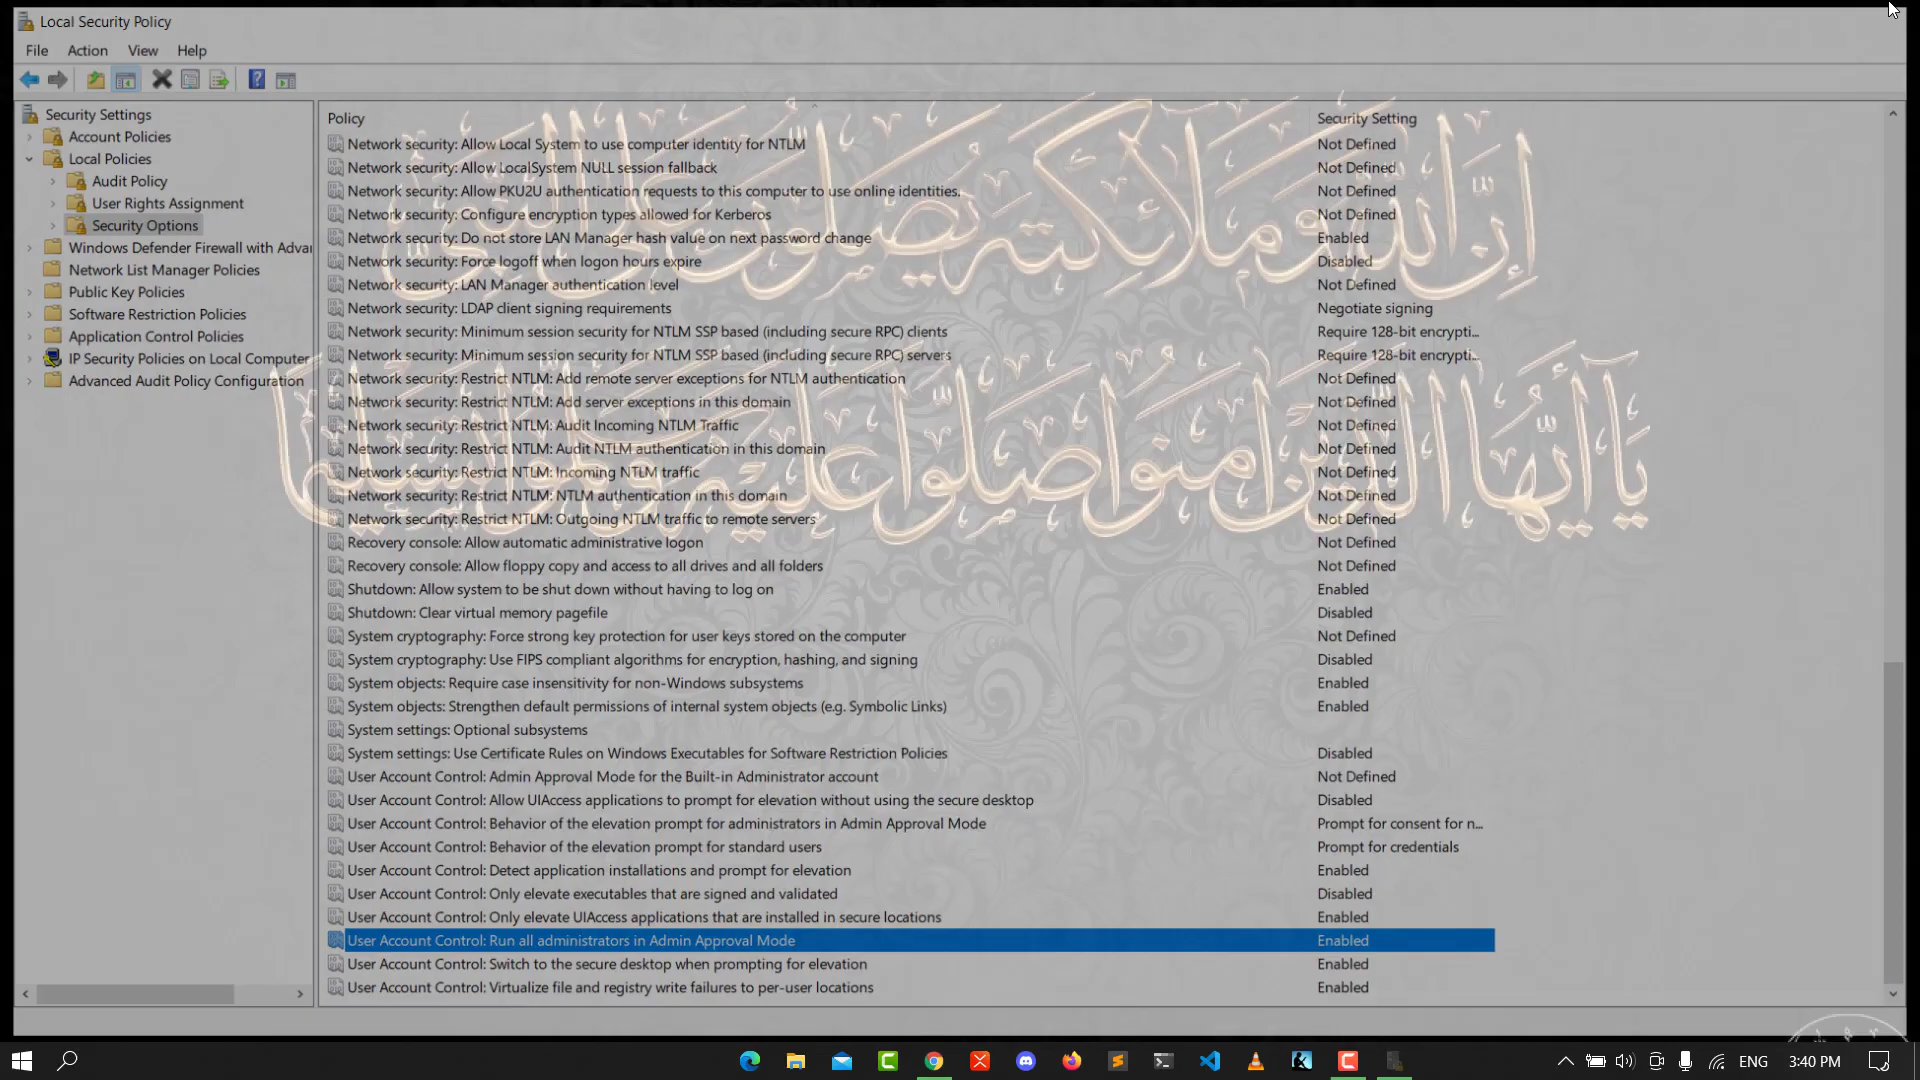 Local Security Policy
File Action View Help
Security Settings
Account Policies
Local Policies
Audit Policy
User Rights Assignment
Security Options
Windows Defender Firewall with Advar
Network List Manager Policies
Public Key Policies
Software Restriction Policies
Application Control Policies
IP Security Policies on Local Computer
Advanced Audit Policy Configuration
Policy Security Setting
Network security: Allow Local System to use computer identity for NTLM Not Defined
Network security: Allow LocalSystem NULL session fallback Not Defined
Network security: Allow PKU2U authentication requests to this computer to use online identities. Not Defined
Network security: Configure encryption types allowed for Kerberos Not Defined
Network security: Do not store LAN Manager hash value on next password change Enabled
Network security: Force logoff when logon hours expire Disabled
Network security: LAN Manager authentication level Not Defined
Network security: LDAP client signing requirements Negotiate signing
Network security: Minimum session security for NTLM SSP based (including secure RPC) clients Require 128-bit encrypti...
Network security: Minimum session security for NTLM SSP based (including secure RPC) servers Require 128-bit encrypti...
Network security: Restrict NTLM: Add remote server exceptions for NTLM authentication Not Defined
Network security: Restrict NTLM: Add server exceptions in this domain Not Defined
Network security: Restrict NTLM: Audit Incoming NTLM Traffic Not Defined
Network security: Restrict NTLM: Audit NTLM authentication in this domain Not Defined
Network security: Restrict NTLM: Incoming NTLM traffic Not Defined
Network security: Restrict NTLM: NTLM authentication in this domain Not Defined
Network security: Restrict NTLM: Outgoing NTLM traffic to remote servers Not Defined
Recovery console: Allow automatic administrative logon Not Defined
Recovery console: Allow floppy copy and access to all drives and all folders Not Defined
Shutdown: Allow system to be shut down without having to log on Enabled
Shutdown: Clear virtual memory pagefile Disabled
System cryptography: Force strong key protection for user keys stored on the computer Not Defined
System cryptography: Use FIPS compliant algorithms for encryption, hashing, and signing Disabled
System objects: Require case insensitivity for non-Windows subsystems Enabled
System objects: Strengthen default permissions of internal system objects (e.g. Symbolic Links) Enabled
System settings: Optional subsystems
System settings: Use Certificate Rules on Windows Executables for Software Restriction Policies Disabled
User Account Control: Admin Approval Mode for the Built-in Administrator account Not Defined
User Account Control: Allow UIAccess applications to prompt for elevation without using the secure desktop Disabled
User Account Control: Behavior of the elevation prompt for administrators in Admin Approval Mode Prompt for consent for n...
User Account Control: Behavior of the elevation prompt for standard users Prompt for credentials
User Account Control: Detect application installations and prompt for elevation Enabled
User Account Control: Only elevate executables that are signed and validated Disabled
User Account Control: Only elevate UIAccess applications that are installed in secure locations Enabled
User Account Control: Run all administrators in Admin Approval Mode Enabled
User Account Control: Switch to the secure desktop when prompting for elevation Enabled
User Account Control: Virtualize file and registry write failures to per-user locations Enabled
إن الله وملائكته يصلون على النبي
يا أيها الذين آمنوا صلوا عليه وسلموا تسليما
ENG 3:40 PM